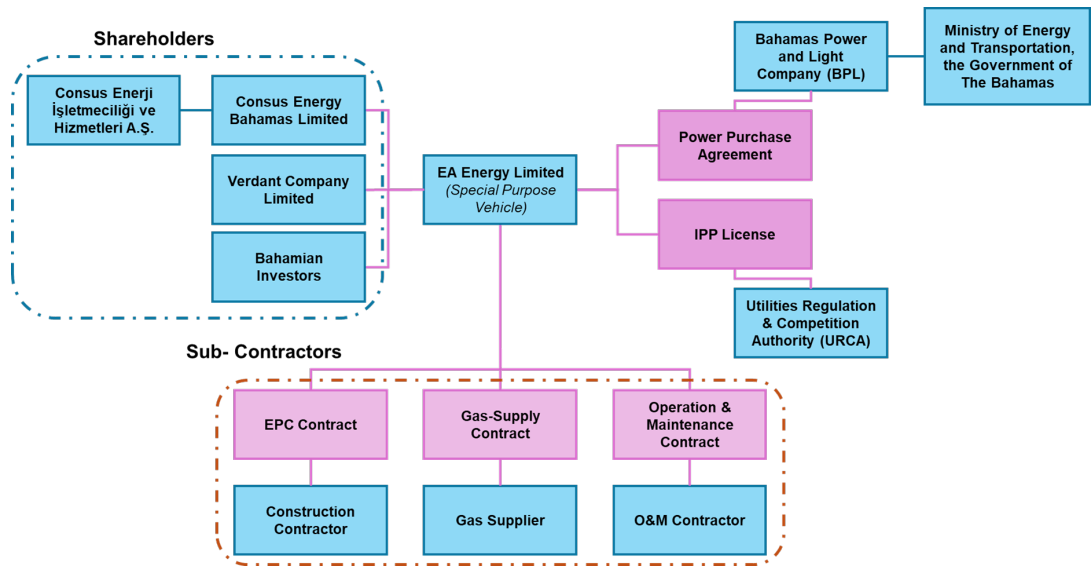 Shareholders
Consus Enerji
İşletmeciliği ve
Hizmetleri A.Ş.
Consus Energy
Bahamas Limited
Verdant Company
Limited
Bahamian
Investors
EA Energy Limited
(Special Purpose
Vehicle)
Bahamas Power
and Light
Company (BPL)
Ministry of Energy
and Transportation,
the Government of
The Bahamas
Power Purchase
Agreement
IPP License
Utilities Regulation
& Competition
Authority (URCA)
Sub- Contractors
EPC Contract
Gas-Supply
Contract
Operation &
Maintenance
Contract
Construction
Contractor
Gas Supplier
O&M Contractor